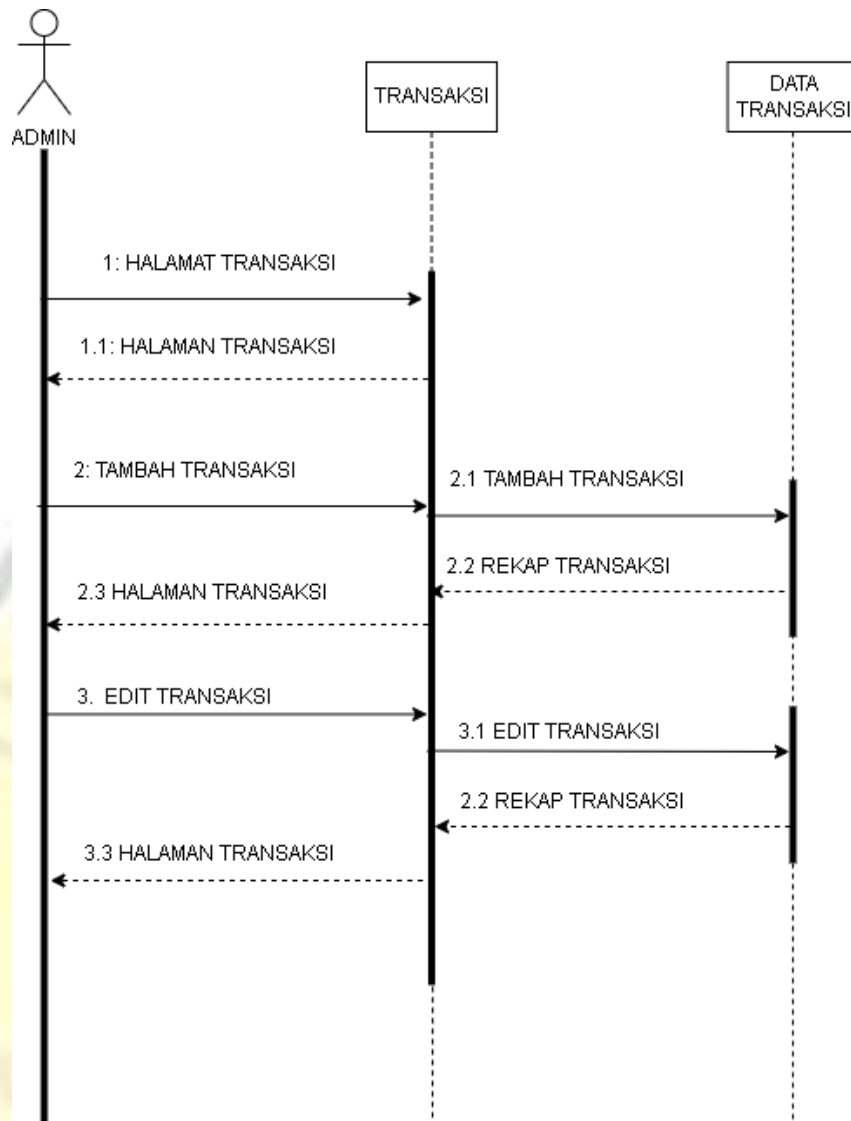 ADMIN
TRANSAKSI
DATA
TRANSAKSI
1: HALAMAT TRANSAKSI
1.1: HALAMAN TRANSAKSI
2: TAMBAH TRANSAKSI
2.1 TAMBAH TRANSAKSI
2.2 REKAP TRANSAKSI
2.3 HALAMAN TRANSAKSI
3. EDIT TRANSAKSI
3.1 EDIT TRANSAKSI
2.2 REKAP TRANSAKSI
3.3 HALAMAN TRANSAKSI